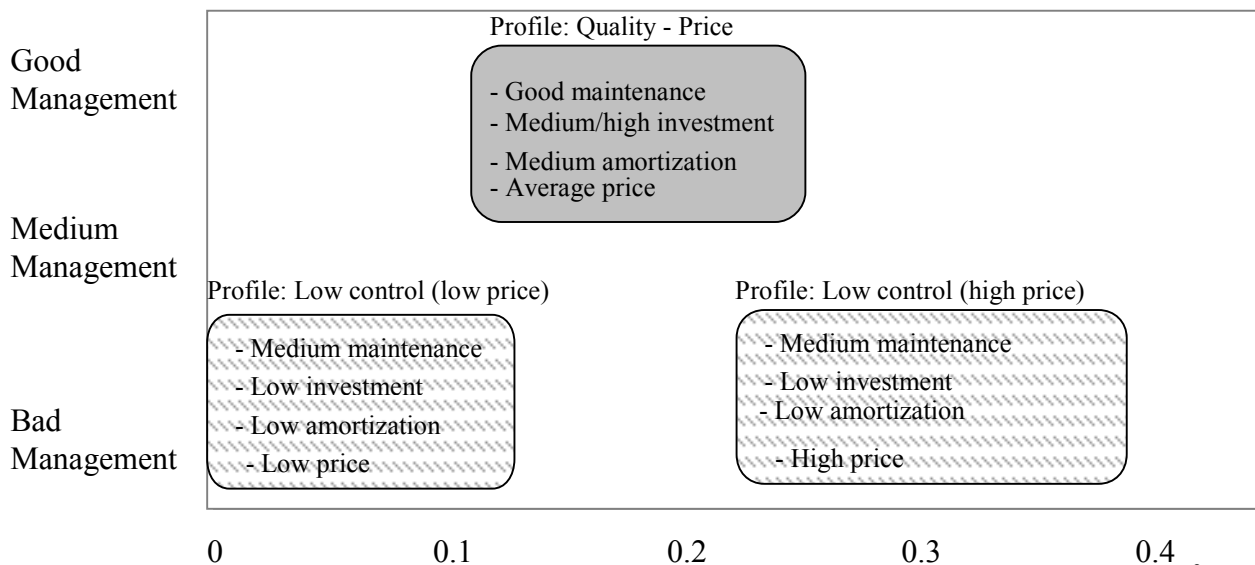 Profile: Quality - Price
Good
Management
- Good maintenance
- Medium/high investment
- Medium amortization
- Average price
Medium
Management
Profile: Low control (low price)
- Medium maintenance
- Low investment
- Low amortization
- Low price
Profile: Low control (high price)
- Medium maintenance
- Low investment
- Low amortization
- High price
Bad
Management
0 0.1 0.2 0.3 0.4